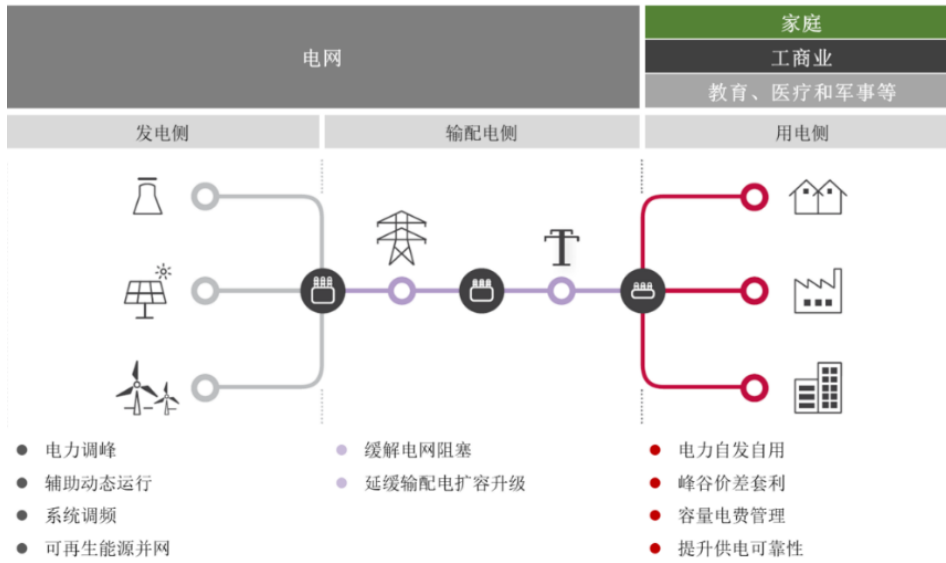 电网
家庭
工商业
教育、医疗和军事等
发电侧
输配电侧
用电侧
电力调峰
辅助动态运行
系统调频
可再生能源并网
缓解电网阻塞
延缓输配电扩容升级
电力自发自用
峰谷价差套利
容量电费管理
提升供电可靠性